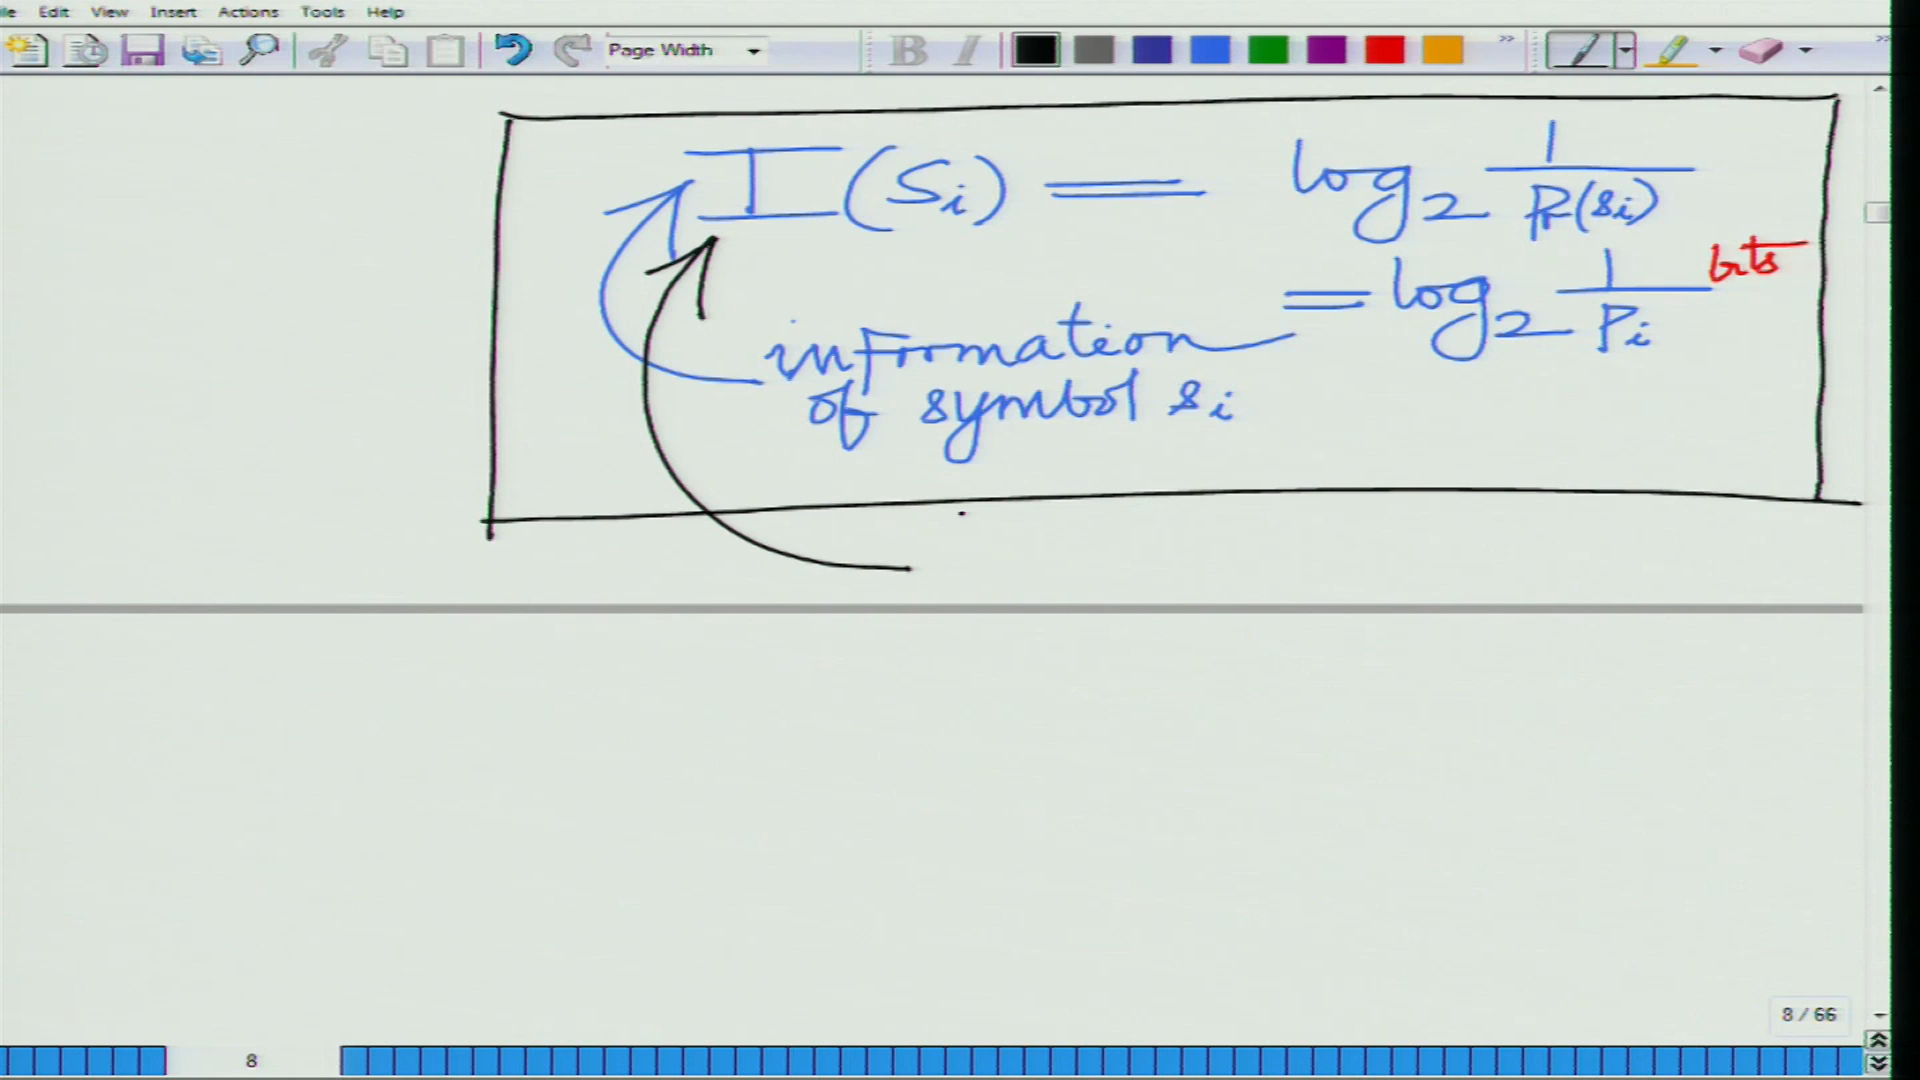 ile Edit View Insert Actions Tools Help
Page Width
B I
I(Si) = log2 1/Pr(si)
= log2 1/Pi bits
information
of symbol si
8 / 66
8